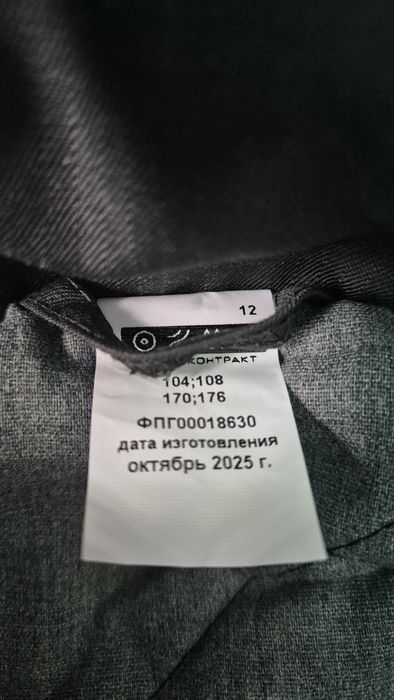 12
КОНТРАКТ
104;108
170;176
ФПГ00018630
дата изготовления
октябрь 2025 г.